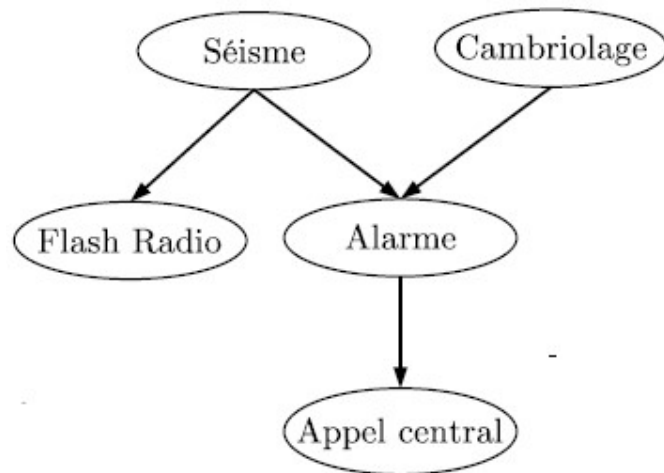 Séisme
Cambriolage
Flash Radio
Alarme
Appel central